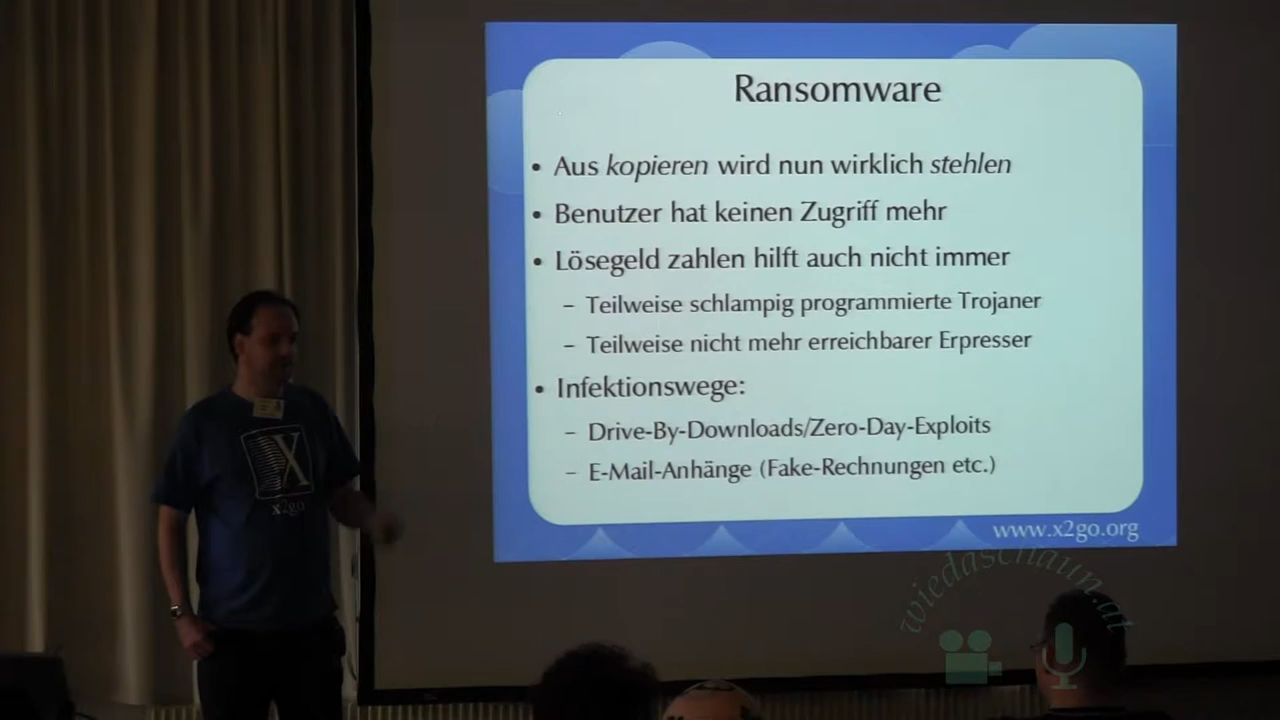 Ransomware
• Aus kopieren wird nun wirklich stehlen
• Benutzer hat keinen Zugriff mehr
• Lösegeld zahlen hilft auch nicht immer
– Teilweise schlampig programmierte Trojaner
– Teilweise nicht mehr erreichbarer Erpresser
• Infektionswege:
– Drive-By-Downloads/Zero-Day-Exploits
– E-Mail-Anhänge (Fake-Rechnungen etc.)
www.x2go.org
X
x2go
wiedaschaun.at